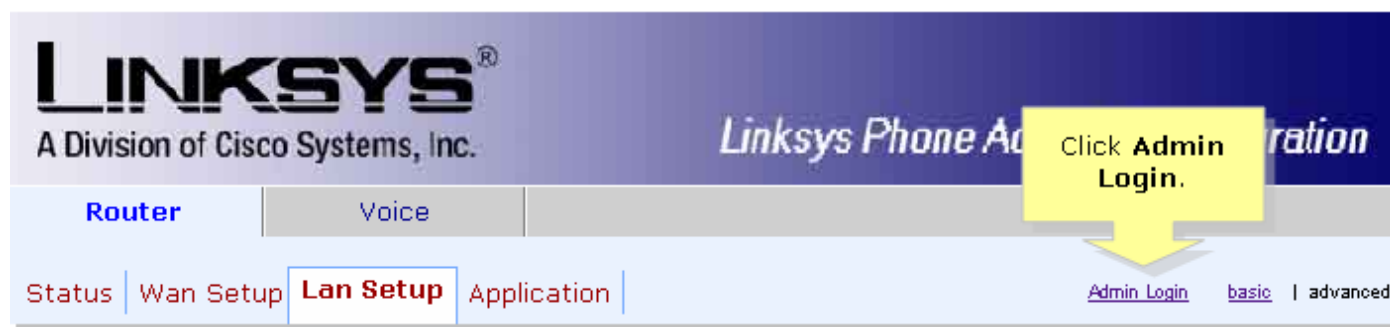 LINKSYS®
A Division of Cisco Systems, Inc.
Linksys Phone Ad
ration
Click Admin
Login.
Router
Voice
Status
Wan Setup
Lan Setup
Application
Admin Login
basic | advanced